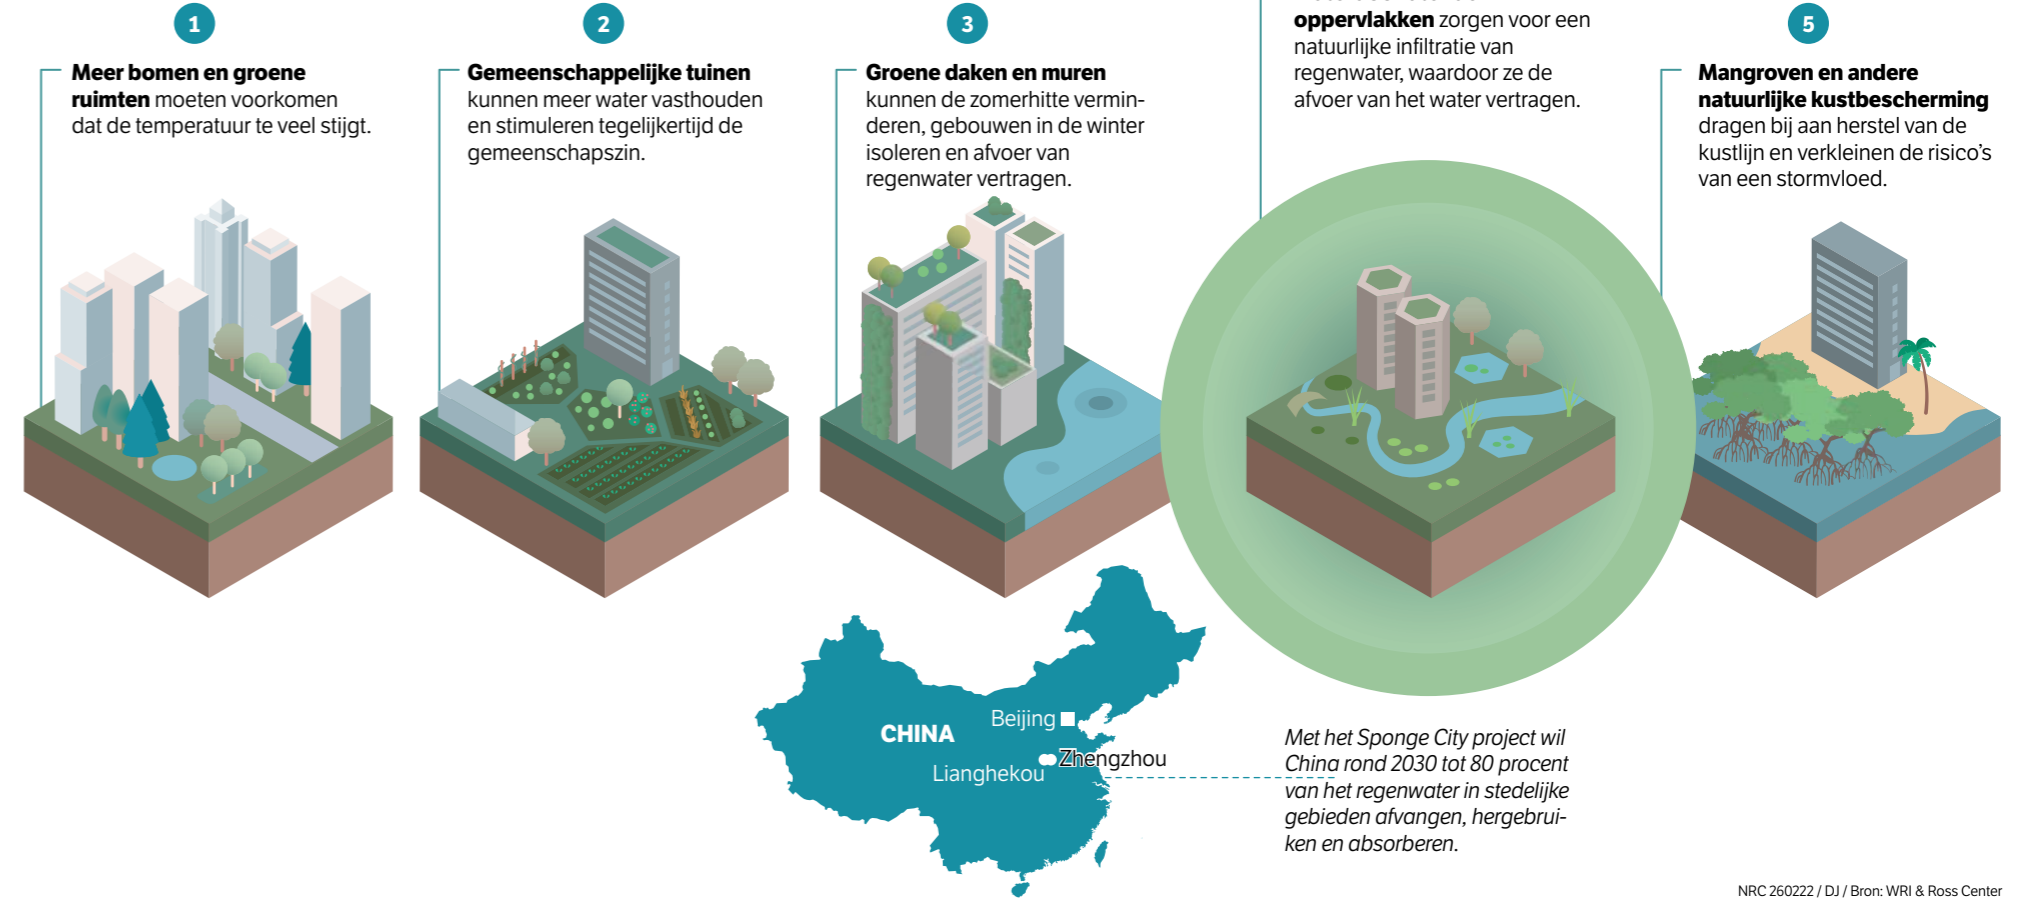 1
Meer bomen en groene
ruimten moeten voorkomen
dat de temperatuur te veel stijgt.
2
Gemeenschappelijke tuinen
kunnen meer water vasthouden
en stimuleren tegelijkertijd de
gemeenschapszin.
3
Groene daken en muren
kunnen de zomerhitte vermin-
deren, gebouwen in de winter
isoleren en afvoer van
regenwater vertragen.
oppervlakken zorgen voor een
natuurlijke infiltratie van
regenwater, waardoor ze de
afvoer van het water vertragen.
5
Mangroven en andere
natuurlijke kustbescherming
dragen bij aan herstel van de
kustlijn en verkleinen de risico's
van een stormvloed.
CHINA
Beijing
Zhengzhou
Lianghekou
Met het Sponge City project wil
China rond 2030 tot 80 procent
van het regenwater in stedelijke
gebieden afvangen, hergebrui-
ken en absorberen.
NRC 260222 / DJ / Bron: WRI & Ross Center